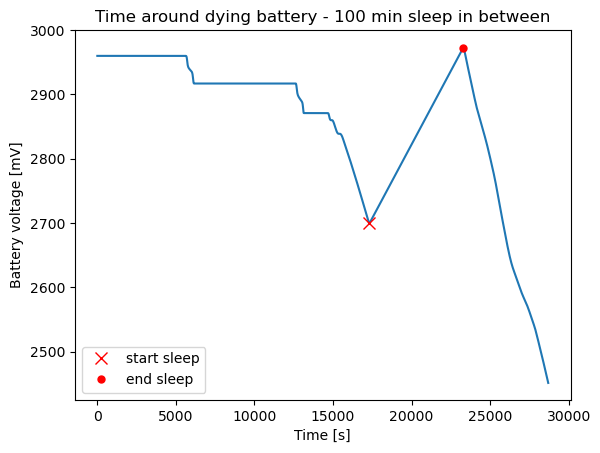 Time around dying battery - 100 min sleep in between
3000
2900
2800
2700
2600
2500
Battery voltage [mV]
start sleep
end sleep
0 5000 10000 15000 20000 25000 30000
Time [s]